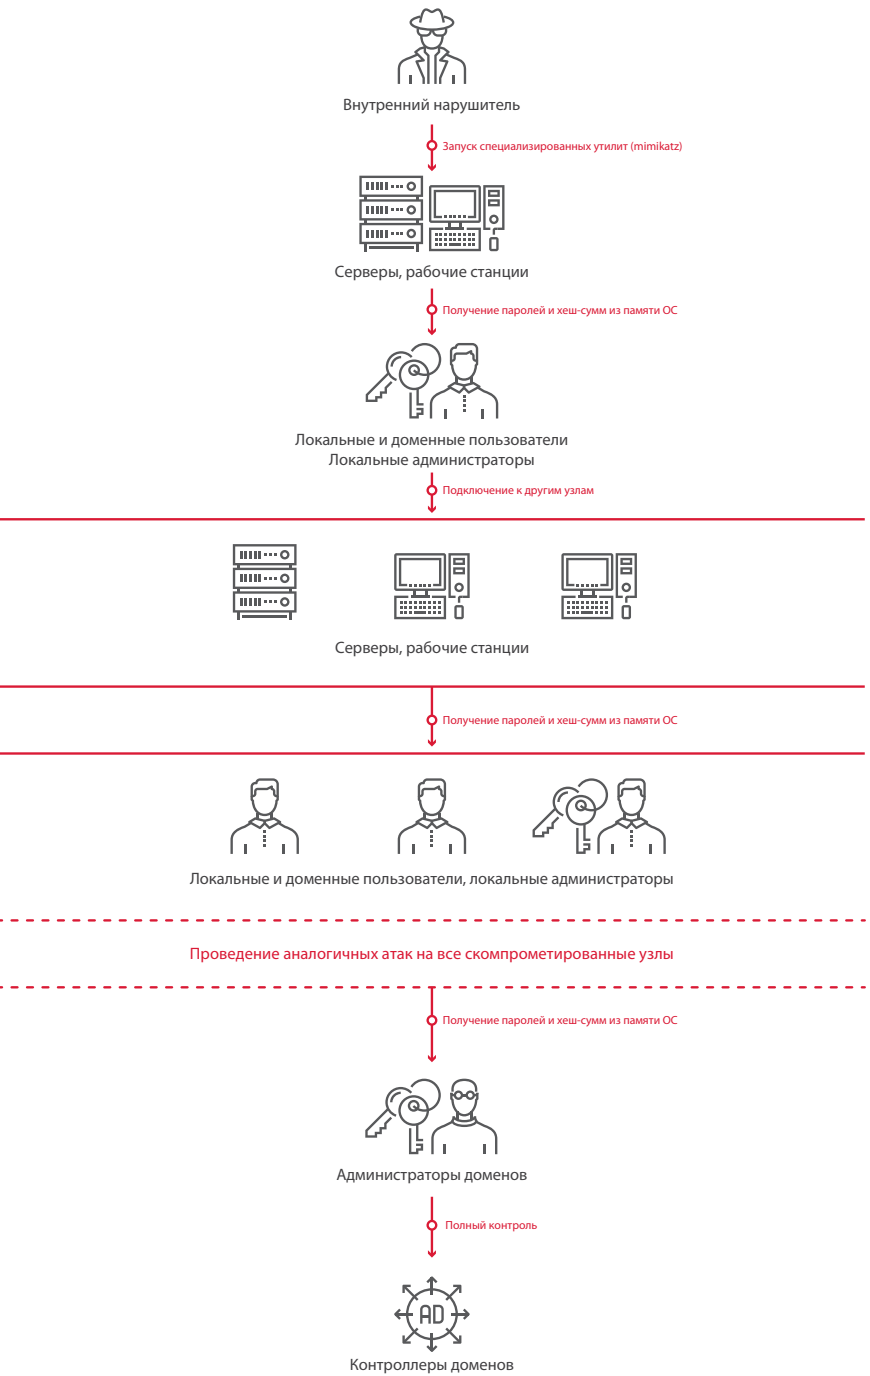 Внутренний нарушитель
Запуск специализированных утилит (mimikatz)
Серверы, рабочие станции
Получение паролей и хеш-сумм из памяти ОС
Локальные и доменные пользователи
Локальные администраторы
Подключение к другим узлам
Серверы, рабочие станции
Получение паролей и хеш-сумм из памяти ОС
Локальные и доменные пользователи, локальные администраторы
Проведение аналогичных атак на все скомпрометированные узлы
Получение паролей и хеш-сумм из памяти ОС
Администраторы доменов
Полный контроль
AD
Контроллеры доменов